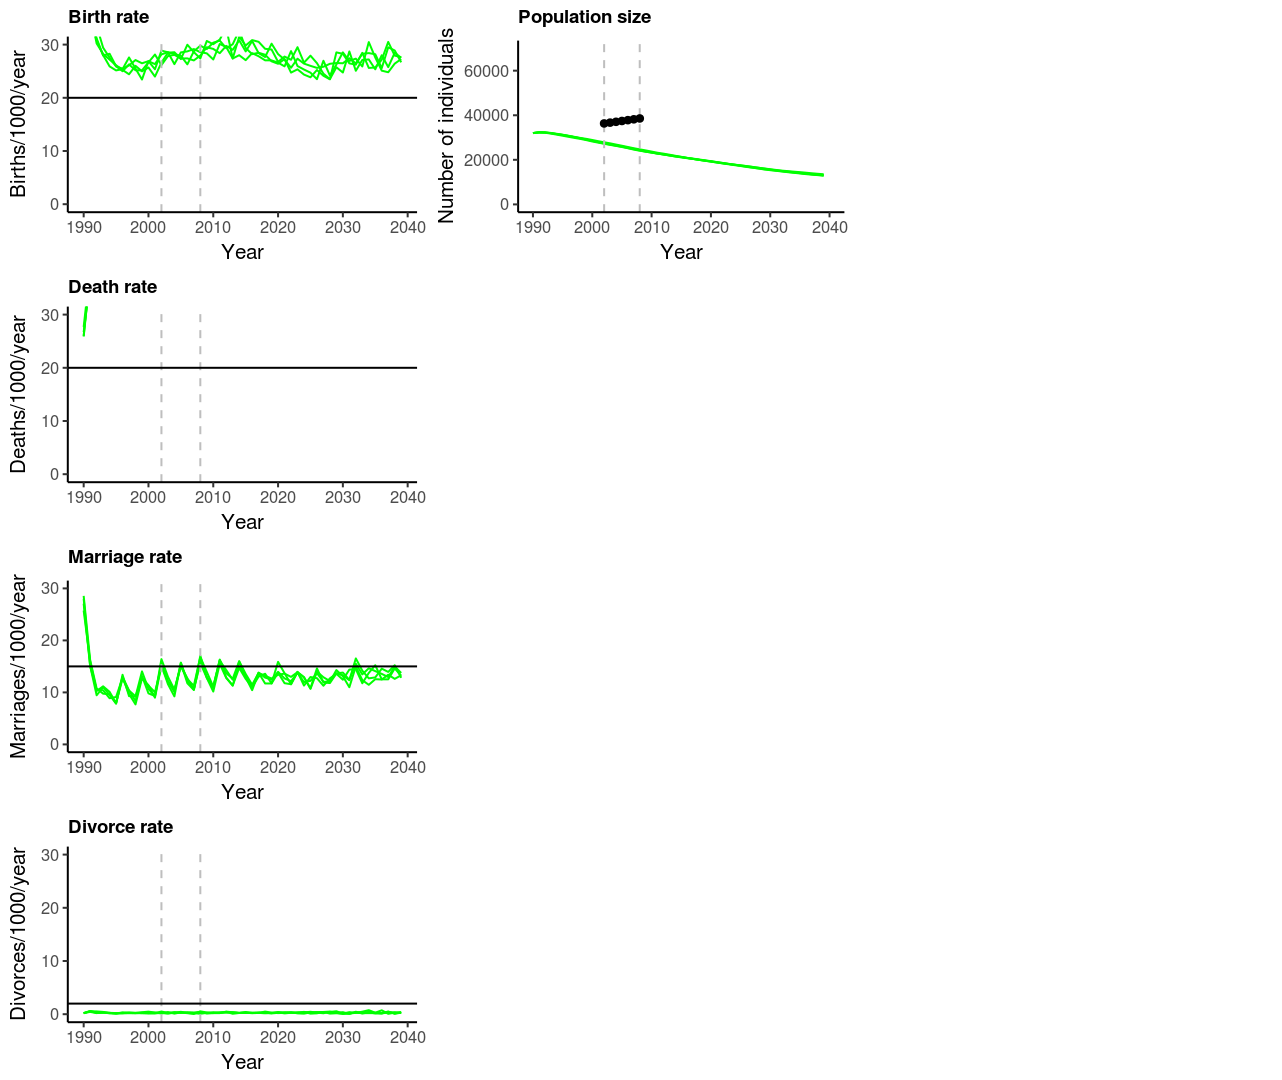 Birth rate
Births/1000/year
30
20
10
0
1990 2000 2010 2020 2030 2040
Year
Population size
Number of individuals
60000
40000
20000
0
1990 2000 2010 2020 2030 2040
Year
Death rate
Deaths/1000/year
30
20
10
0
1990 2000 2010 2020 2030 2040
Year
Marriage rate
Marriages/1000/year
30
20
10
0
1990 2000 2010 2020 2030 2040
Year
Divorce rate
Divorces/1000/year
30
20
10
0
1990 2000 2010 2020 2030 2040
Year